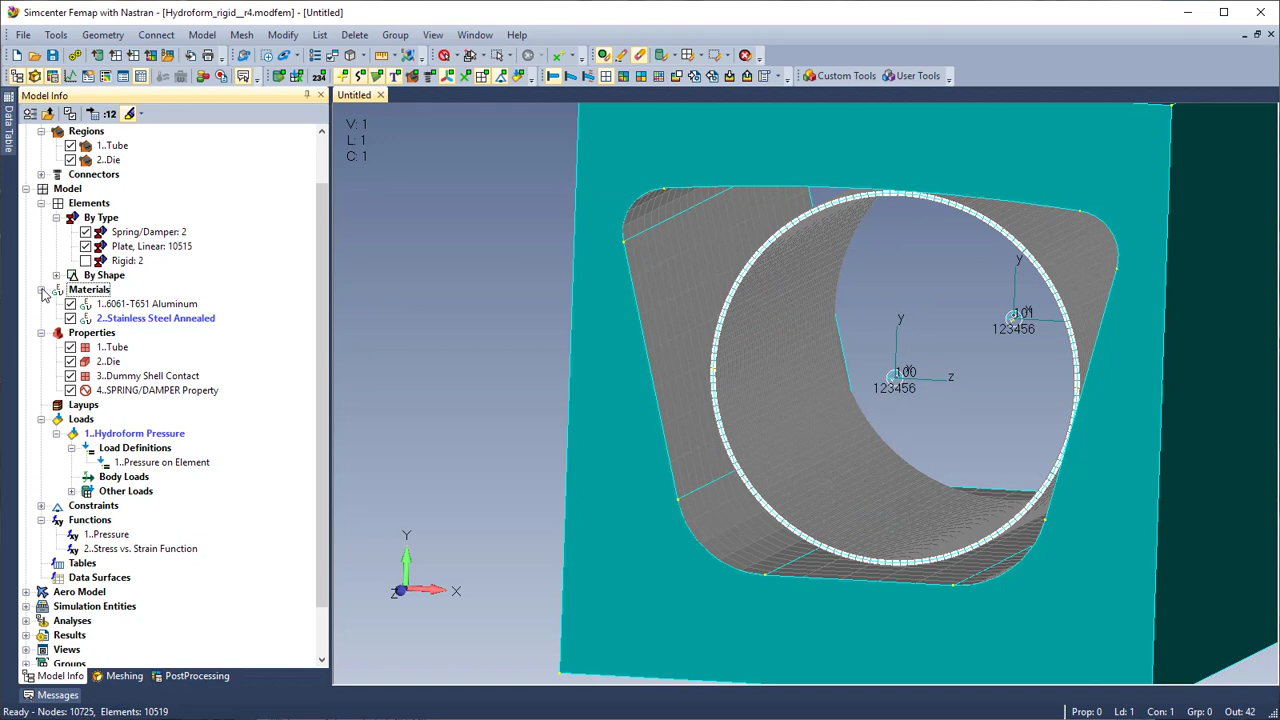 Simcenter Femap with Nastran - [Hydroform_rigid__r4.modfem] - [Untitled]
File Tools Geometry Connect Model Mesh Modify List Delete Group View Window Help
234
Custom Tools User Tools
Model Info
:12
Untitled
Data Table
Regions
1..Tube
2..Die
Connectors
Model
Elements
By Type
Spring/Damper: 2
Plate, Linear: 10515
Rigid: 2
By Shape
Materials
1..6061-T651 Aluminum
2..Stainless Steel Annealed
Properties
1..Tube
2..Die
3..Dummy Shell Contact
4..SPRING/DAMPER Property
Layups
Loads
1..Hydroform Pressure
Load Definitions
1..Pressure on Element
Body Loads
Other Loads
Constraints
Functions
1..Pressure
2..Stress vs. Strain Function
Tables
Data Surfaces
Aero Model
Simulation Entities
Analyses
Results
Views
Groups
Model Info Meshing PostProcessing
Messages
V: 1
L: 1
C: 1
y
123456
y
z
123456
Y
Z
X
Ready - Nodes: 10725, Elements: 10519
Prop: 0 Ld: 1 Con: 1 Grp: 0 Out: 42